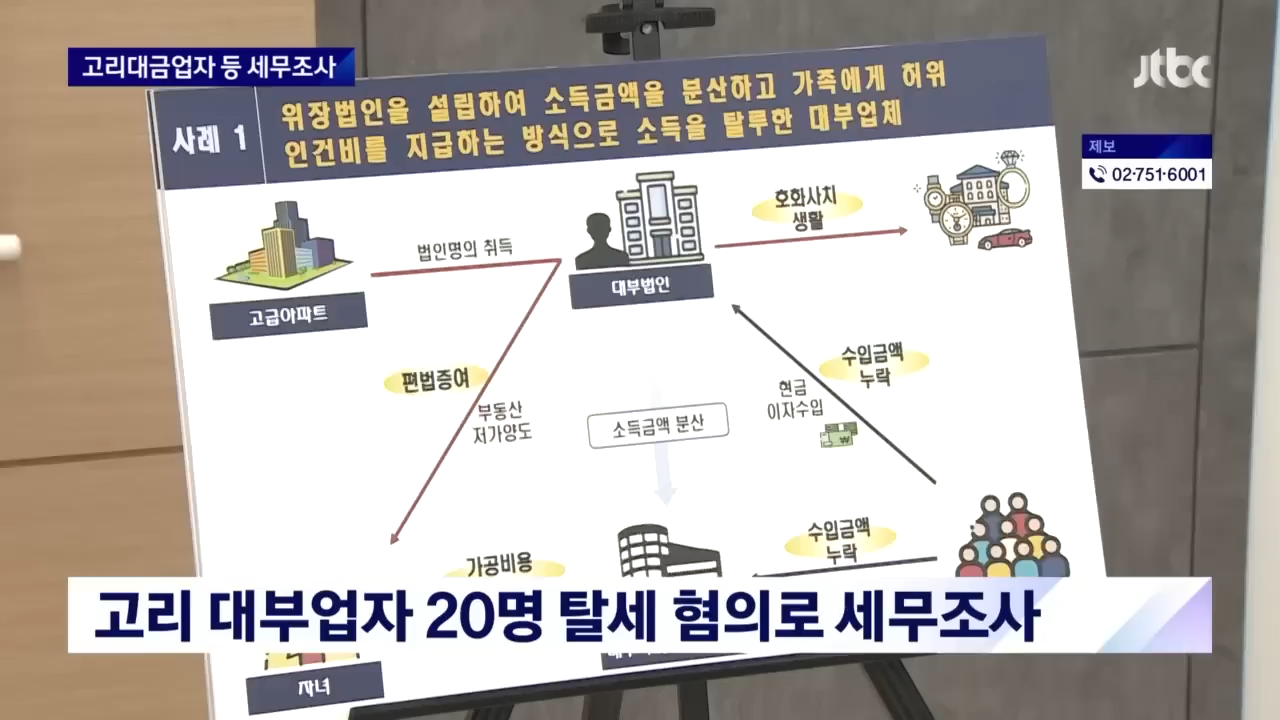 고리대금업자 등 세무조사
jtbc
제보
02·751·6001
사례 1
위장법인을 설립하여 소득금액을 분산하고 가족에게 허위
인건비를 지급하는 방식으로 소득을 탈루한 대부업체
고급아파트
법인명의 취득
대부법인
호화사치
생활
편법증여
부동산
저가양도
소득금액 분산
현금
이자수입
수입금액
누락
₩
가공비용
수입금액
누락
고리 대부업자 20명 탈세 혐의로 세무조사
자녀